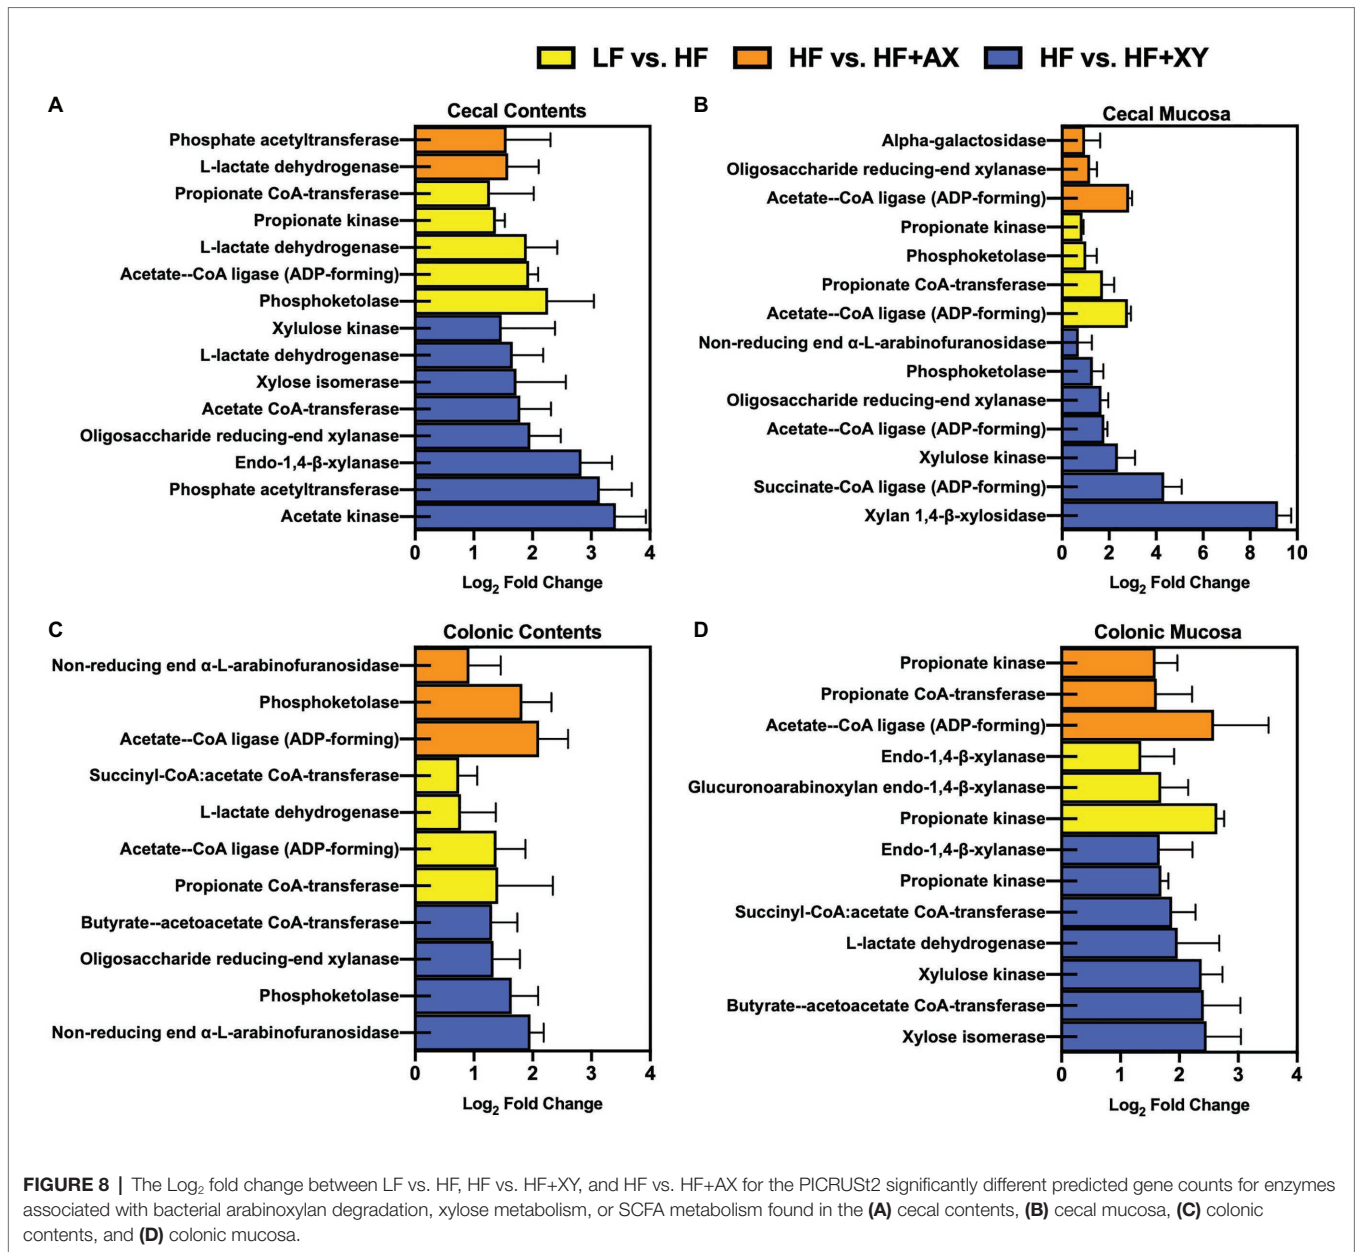 LF vs. HF HF vs. HF+AX HF vs. HF+XY
A
Cecal Contents
Phosphate acetyltransferase
L-lactate dehydrogenase
Propionate CoA-transferase
Propionate kinase
L-lactate dehydrogenase
Acetate--CoA ligase (ADP-forming)
Phosphoketolase
Xylulose kinase
L-lactate dehydrogenase
Xylose isomerase
Acetate CoA-transferase
Oligosaccharide reducing-end xylanase
Endo-1,4-β-xylanase
Phosphate acetyltransferase
Acetate kinase
0 1 2 3 4
Log₂ Fold Change
B
Cecal Mucosa
Alpha-galactosidase
Oligosaccharide reducing-end xylanase
Acetate--CoA ligase (ADP-forming)
Propionate kinase
Phosphoketolase
Propionate CoA-transferase
Acetate--CoA ligase (ADP-forming)
Non-reducing end α-L-arabinofuranosidase
Phosphoketolase
Oligosaccharide reducing-end xylanase
Acetate--CoA ligase (ADP-forming)
Xylulose kinase
Succinate-CoA ligase (ADP-forming)
Xylan 1,4-β-xylosidase
0 2 4 6 8 10
Log₂ Fold Change
C
Colonic Contents
Non-reducing end α-L-arabinofuranosidase
Phosphoketolase
Acetate--CoA ligase (ADP-forming)
Succinyl-CoA:acetate CoA-transferase
L-lactate dehydrogenase
Acetate--CoA ligase (ADP-forming)
Propionate CoA-transferase
Butyrate--acetoacetate CoA-transferase
Oligosaccharide reducing-end xylanase
Phosphoketolase
Non-reducing end α-L-arabinofuranosidase
0 1 2 3 4
Log₂ Fold Change
D
Colonic Mucosa
Propionate kinase
Propionate CoA-transferase
Acetate--CoA ligase (ADP-forming)
Endo-1,4-β-xylanase
Glucuronoarabinoxylan endo-1,4-β-xylanase
Propionate kinase
Endo-1,4-β-xylanase
Propionate kinase
Succinyl-CoA:acetate CoA-transferase
L-lactate dehydrogenase
Xylulose kinase
Butyrate--acetoacetate CoA-transferase
Xylose isomerase
0 1 2 3 4
Log₂ Fold Change
FIGURE 8 | The Log₂ fold change between LF vs. HF, HF vs. HF+XY, and HF vs. HF+AX for the PICRUSt2 significantly different predicted gene counts for enzymes
associated with bacterial arabinoxylan degradation, xylose metabolism, or SCFA metabolism found in the (A) cecal contents, (B) cecal mucosa, (C) colonic
contents, and (D) colonic mucosa.